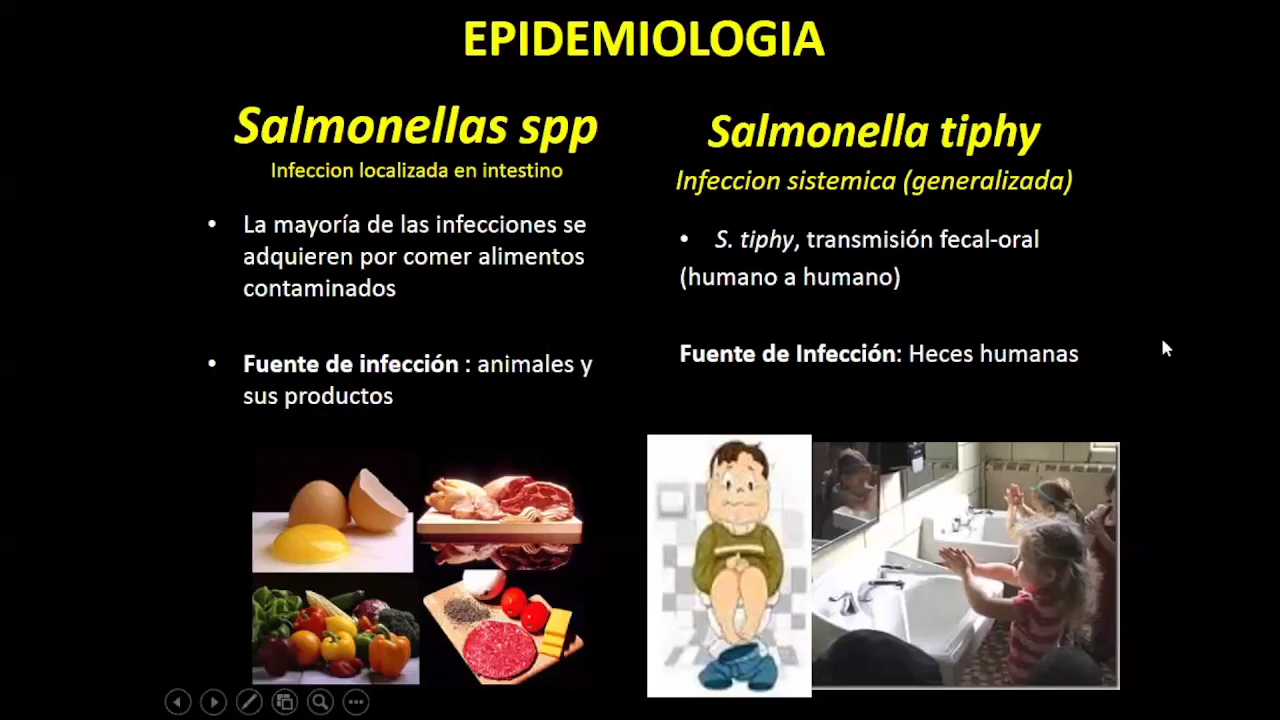 EPIDEMIOLOGIA
Salmonellas spp
Infeccion localizada en intestino
• La mayoría de las infecciones se
adquieren por comer alimentos
contaminados
• Fuente de infección : animales y
sus productos
Salmonella tiphy
Infeccion sistemica (generalizada)
• S. tiphy, transmisión fecal-oral
(humano a humano)
Fuente de Infección: Heces humanas